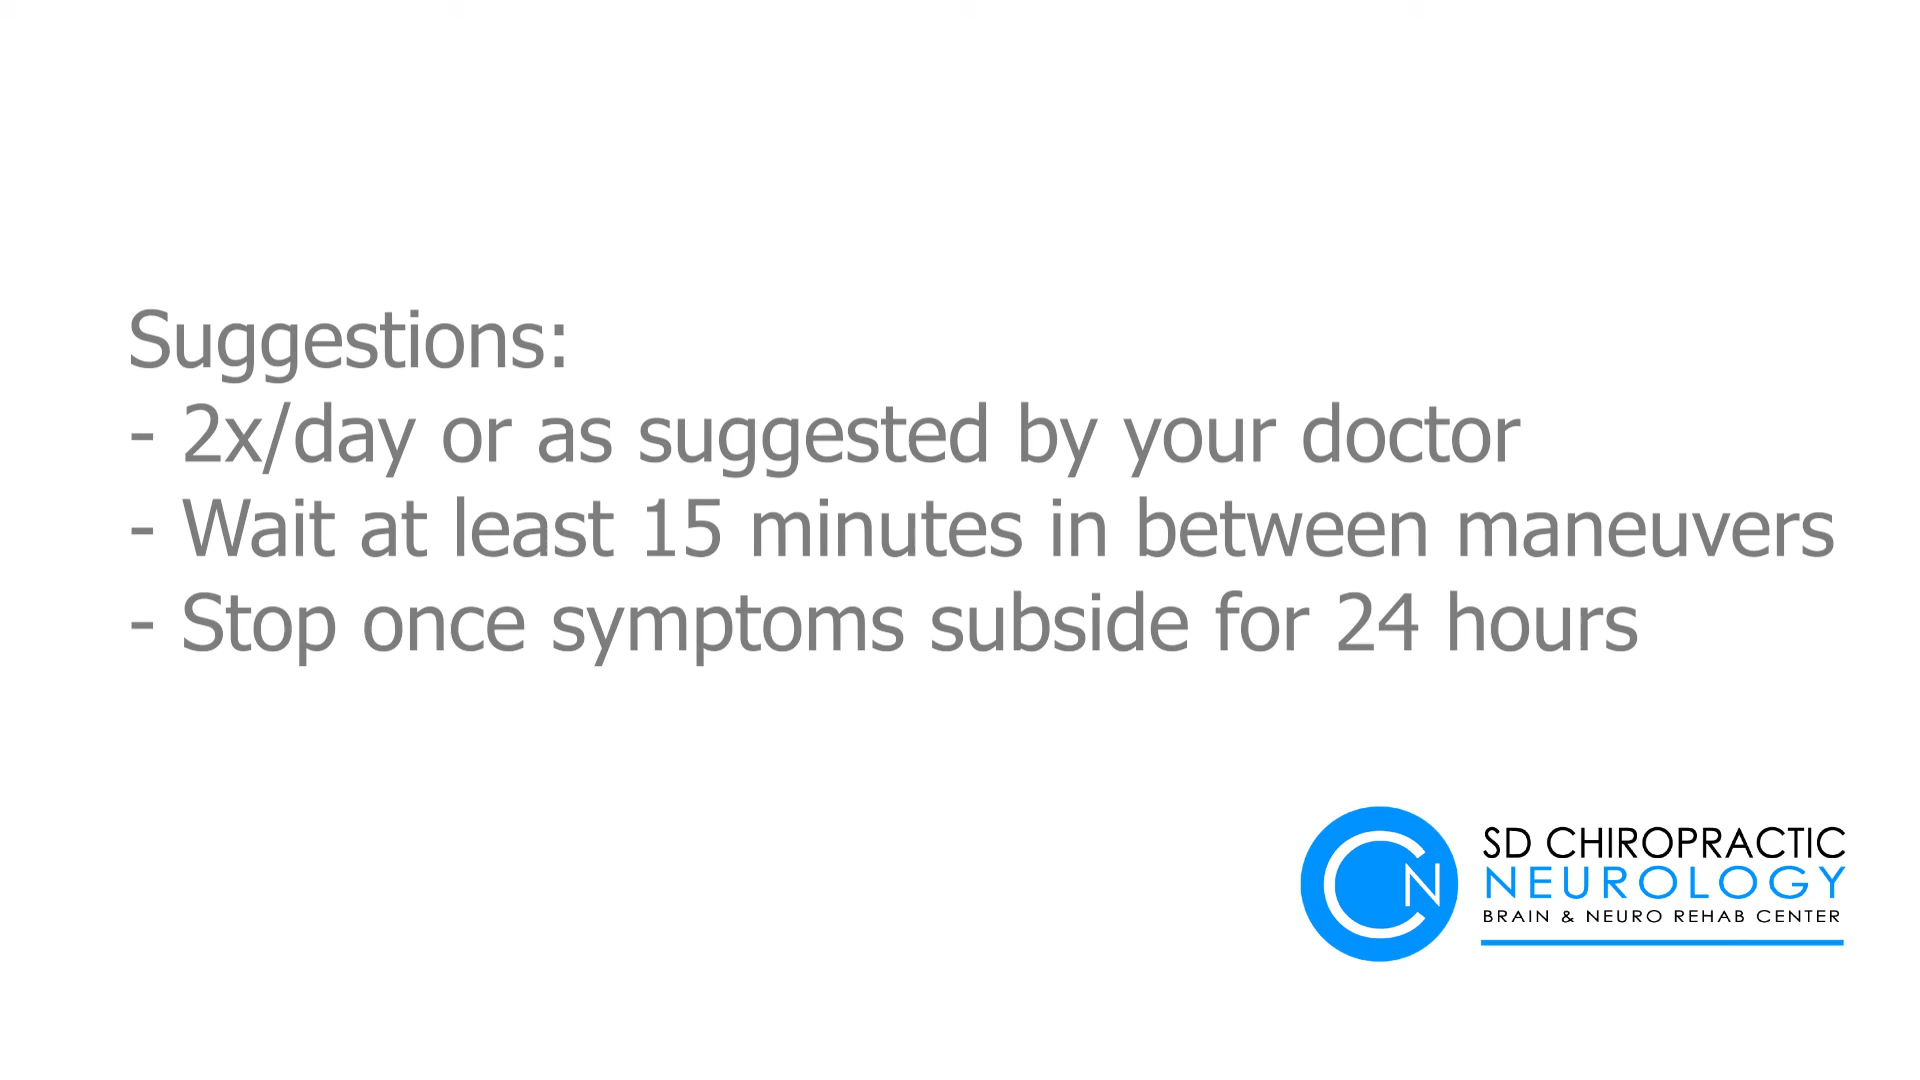 Suggestions:
- 2x/day or as suggested by your doctor
- Wait at least 15 minutes in between maneuvers
- Stop once symptoms subside for 24 hours
CN
SD CHIROPRACTIC
NEUROLOGY
BRAIN & NEURO REHAB CENTER